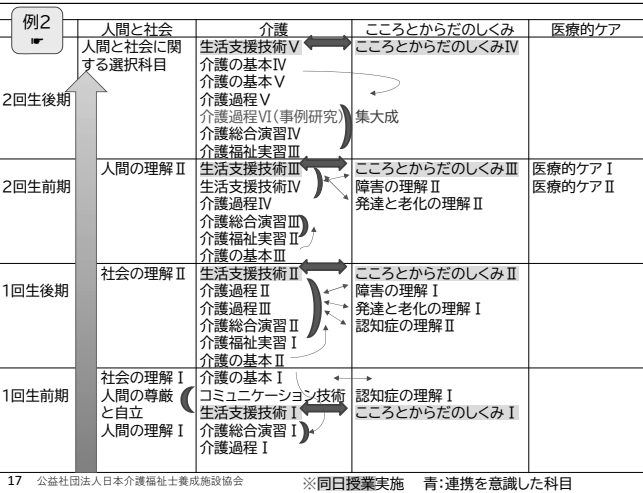 例2
☛
人間と社会 介護 こころとからだのしくみ 医療的ケア
2回生後期
人間と社会に関
する選択科目
生活支援技術Ⅴ
介護の基本Ⅳ
介護の基本Ⅴ
介護過程Ⅴ
介護過程Ⅵ(事例研究)
介護総合演習Ⅳ
介護福祉実習Ⅲ
こころとからだのしくみⅣ
集大成
2回生前期
人間の理解Ⅱ
生活支援技術Ⅲ
生活支援技術Ⅳ
介護過程Ⅳ
介護総合演習Ⅲ
介護福祉実習Ⅱ
介護の基本Ⅲ
こころとからだのしくみⅢ
障害の理解Ⅱ
発達と老化の理解Ⅱ
医療的ケアⅠ
医療的ケアⅡ
1回生後期
社会の理解Ⅱ
生活支援技術Ⅱ
介護過程Ⅱ
介護過程Ⅲ
介護総合演習Ⅱ
介護福祉実習Ⅰ
介護の基本Ⅱ
こころとからだのしくみⅡ
障害の理解Ⅰ
発達と老化の理解Ⅰ
認知症の理解Ⅱ
1回生前期
社会の理解Ⅰ
人間の尊厳
と自立
人間の理解Ⅰ
介護の基本Ⅰ
コミュニケーション技術
生活支援技術Ⅰ
介護総合演習Ⅰ
介護過程Ⅰ
認知症の理解Ⅰ
こころとからだのしくみⅠ
17 公益社団法人日本介護福祉士養成施設協会
※同日授業実施 青:連携を意識した科目